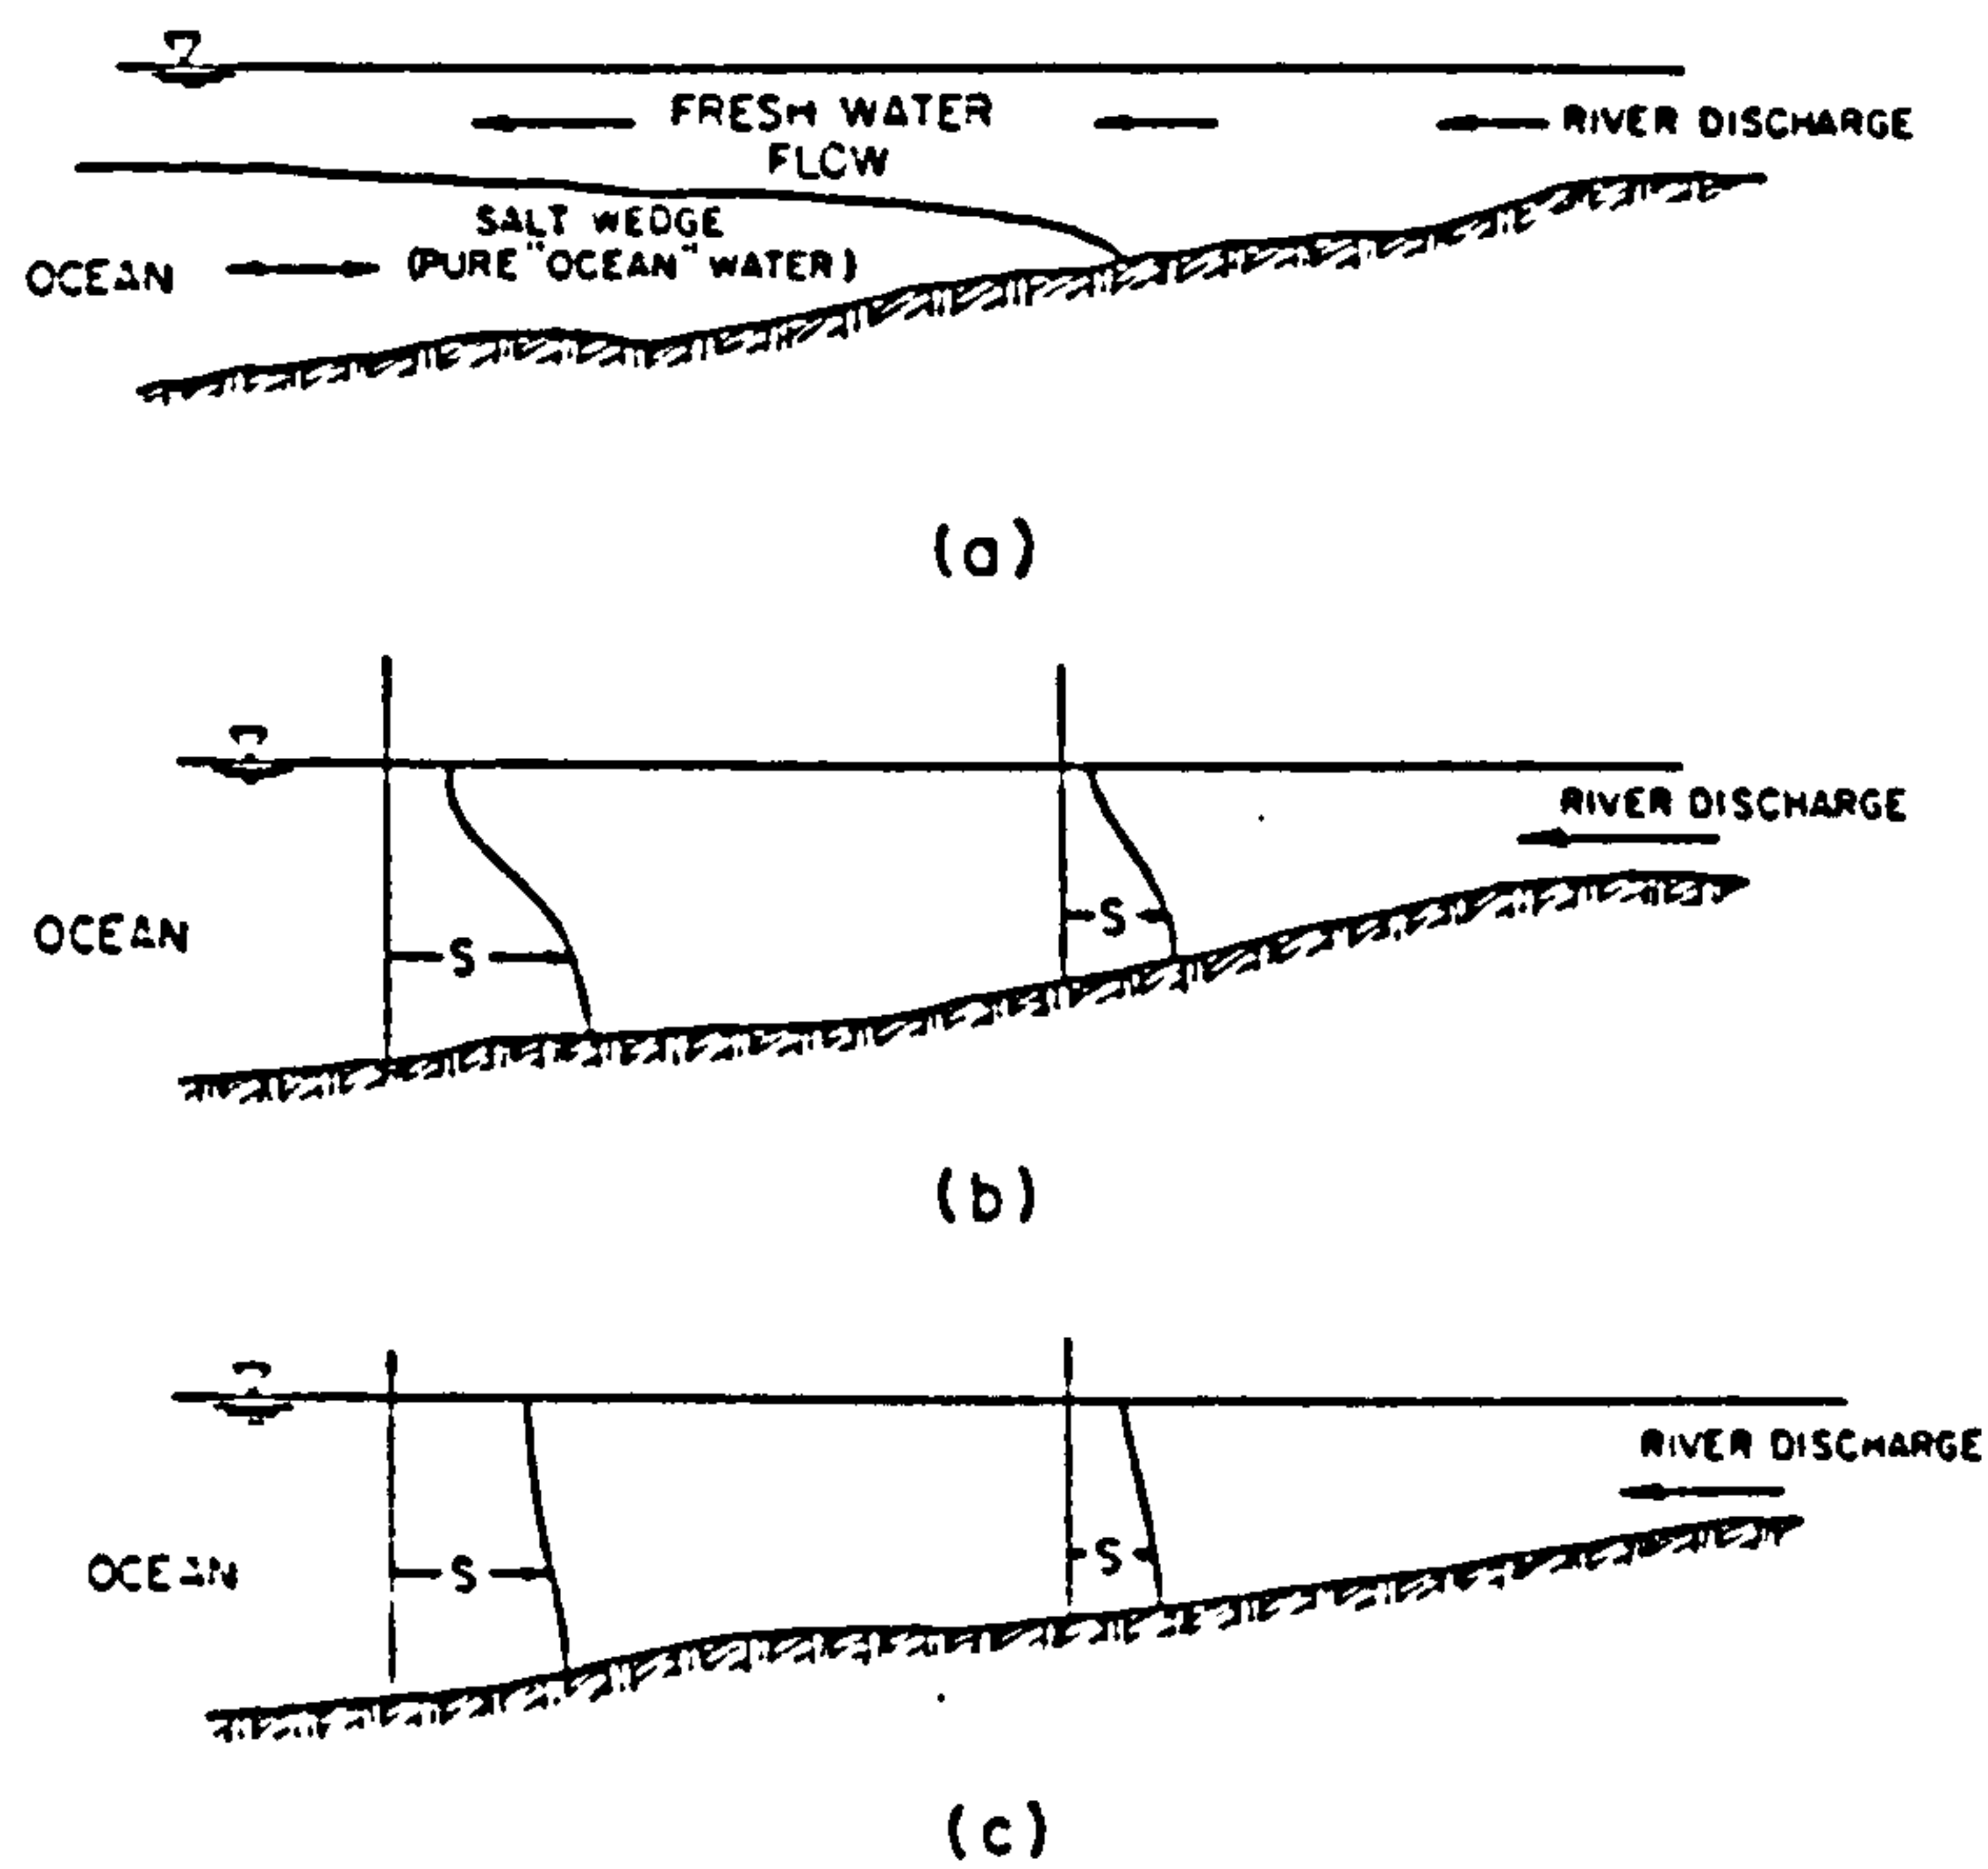 FRESH WATER
FLOW
RIVER DISCHARGE
SALT WEDGE
(PURE "OCEAN" WATER)
OCEAN
(a)
RIVER DISCHARGE
OCEAN
S
S
(b)
RIVER DISCHARGE
OCEAN
S
S
(c)